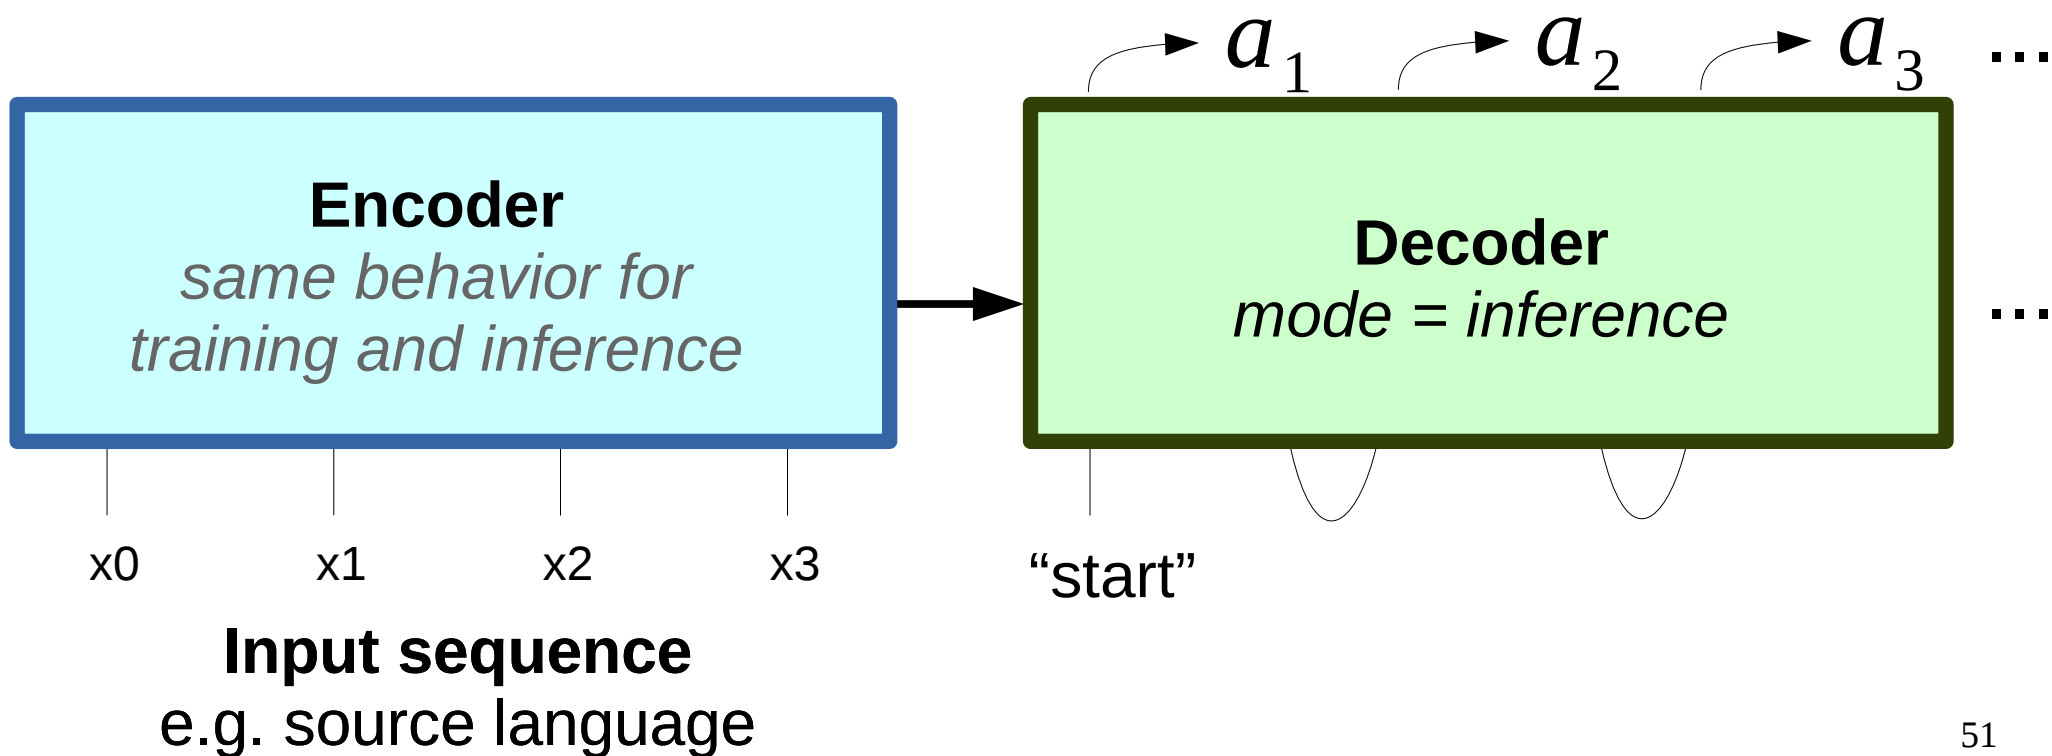 a1 a2 a3 ...
Encoder
same behavior for
training and inference
Decoder
mode = inference
...
x0 x1 x2 x3
“start”
Input sequence
e.g. source language
51